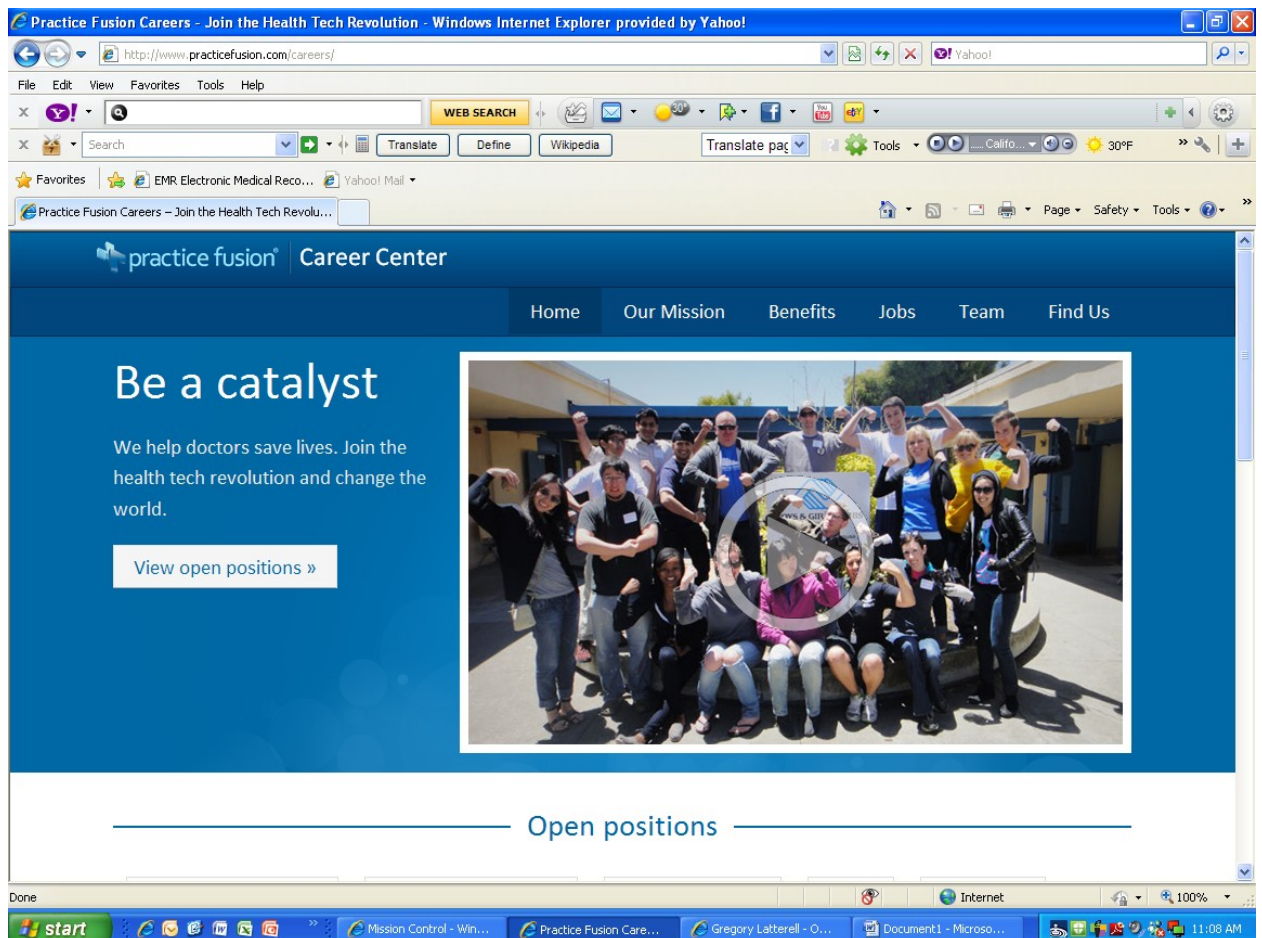 Practice Fusion Careers - Join the Health Tech Revolution - Windows Internet Explorer provided by Yahoo!
http://www.practicefusion.com/careers/ Yahoo!
File Edit View Favorites Tools Help
x Y! WEB SEARCH 30° You Tube ebY
x Search Translate Define Wikipedia Translate pag Tools .... Califo... 30°F »
Favorites EMR Electronic Medical Reco... Yahoo! Mail
Practice Fusion Careers – Join the Health Tech Revolu... Page Safety Tools »
practice fusion Career Center
Home Our Mission Benefits Jobs Team Find Us
Be a catalyst
We help doctors save lives. Join the
health tech revolution and change the
world.
View open positions »
Open positions
Done Internet 100%
start » Mission Control - Win... Practice Fusion Care... Gregory Latterell - O... Document1 - Microso... 11:08 AM